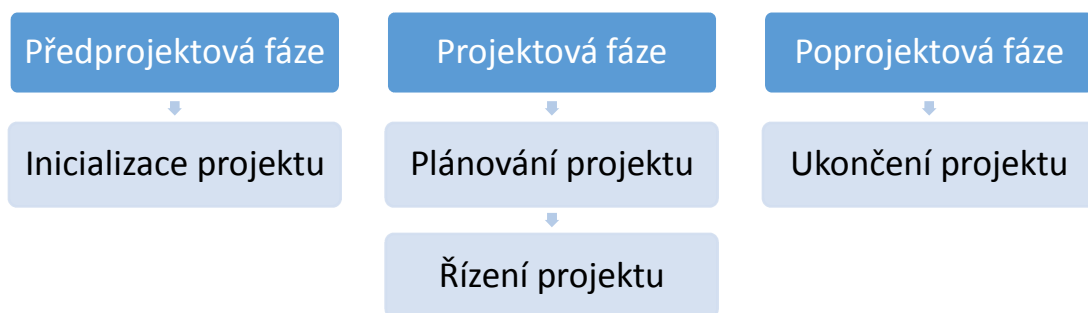 Předprojektová fáze
Inicializace projektu
Projektová fáze
Plánování projektu
Řízení projektu
Poprojektová fáze
Ukončení projektu